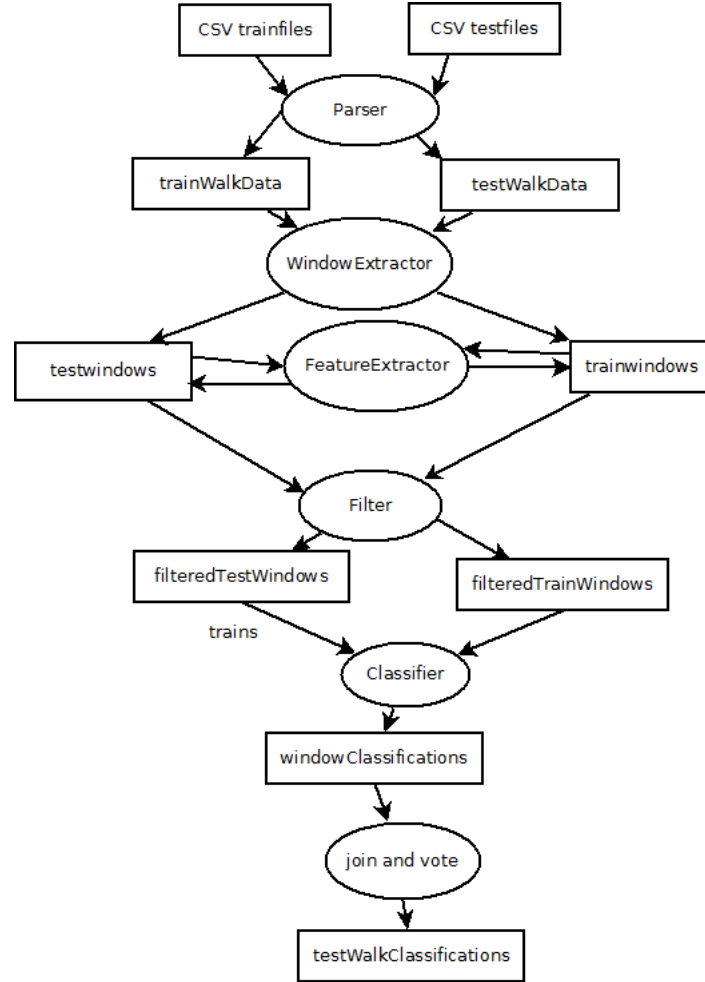 CSV trainfiles
CSV testfiles
Parser
trainWalkData
testWalkData
WindowExtractor
testwindows
FeatureExtractor
trainwindows
Filter
filteredTestWindows
filteredTrainWindows
trains
Classifier
windowClassifications
join and vote
testWalkClassifications